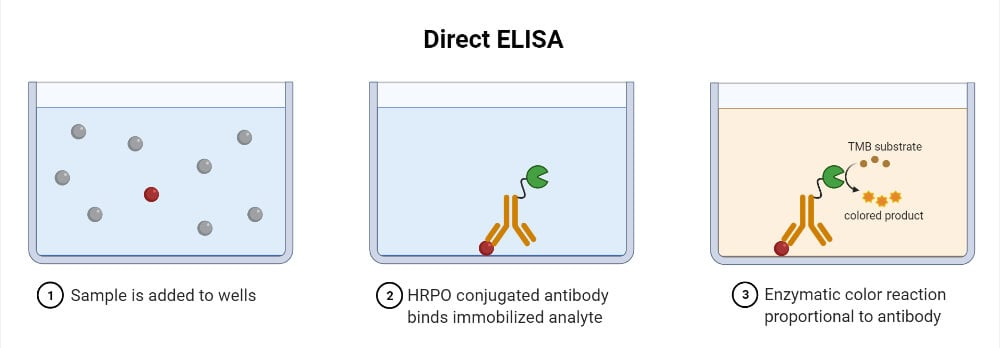 Direct ELISA
TMB substrate
colored product
1 Sample is added to wells
2 HRPO conjugated antibody
binds immobilized analyte
3 Enzymatic color reaction
proportional to antibody